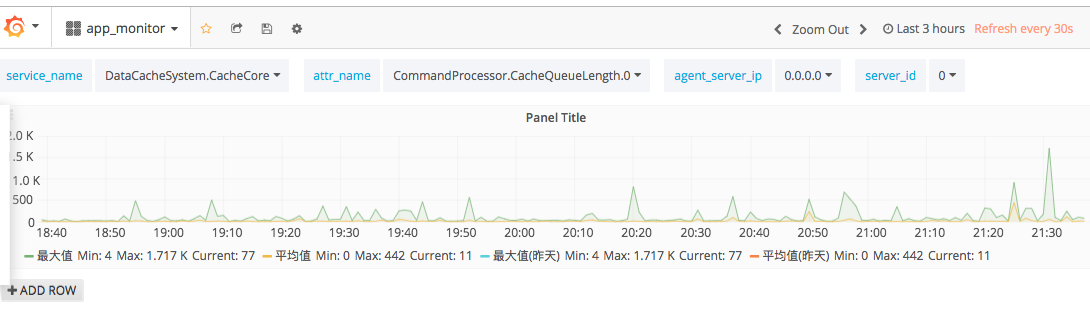 app_monitor Zoom Out Last 3 hours Refresh every 30s
service_name DataCacheSystem.CacheCore attr_name CommandProcessor.CacheQueueLength.0 agent_server_ip 0.0.0.0 server_id 0
Panel Title
2.0 K
1.5 K
1.0 K
500
0
18:40 18:50 19:00 19:10 19:20 19:30 19:40 19:50 20:00 20:10 20:20 20:30 20:40 20:50 21:00 21:10 21:20 21:30
最大值 Min: 4 Max: 1.717 K Current: 77 平均值 Min: 0 Max: 442 Current: 11 最大值(昨天) Min: 4 Max: 1.717 K Current: 77 平均值(昨天) Min: 0 Max: 442 Current: 11
+ ADD ROW